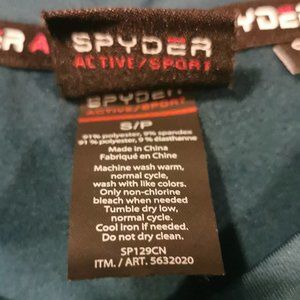 SPYDER
ACTIVE/SPORT
SPYDER
ACTIVE/SPORT
S/P
91% polyester, 9% spandex
91 % polyester, 9 % élasthanne
Made in China
Fabriqué en Chine
Machine wash warm,
normal cycle,
wash with like colors.
Only non-chlorine
bleach when needed
Tumble dry low,
normal cycle.
Cool iron if needed.
Do not dry clean.
SP129CN
ITM. / ART. 5632020